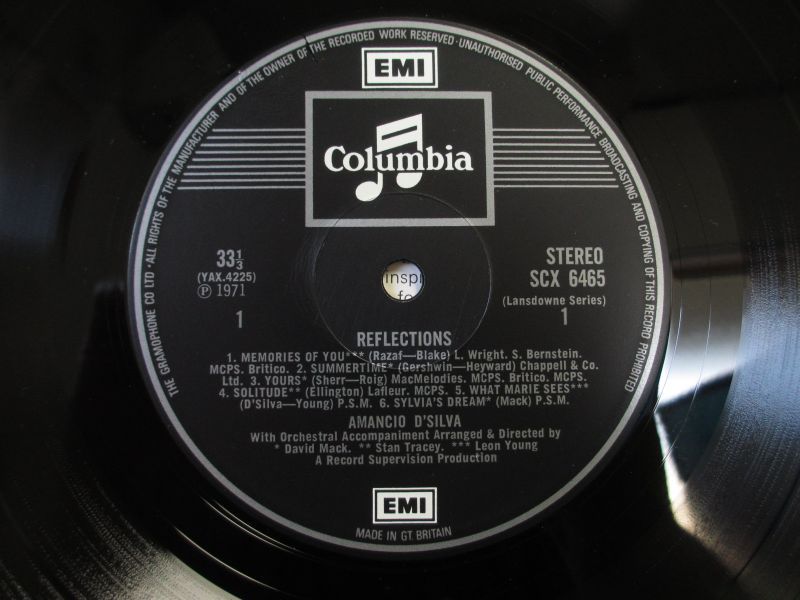 THE GRAMOPHONE CO LTD · ALL RIGHTS OF THE MANUFACTURER AND OF THE OWNER OF THE RECORDED WORK RESERVED · UNAUTHORISED PUBLIC PERFORMANCE BROADCASTING AND COPYING OF THIS RECORD PROHIBITED
EMI
Columbia
33⅓
(YAX.4225)
Ⓟ 1971
1
inspi
fo
STEREO
SCX 6465
(Lansdowne Series)
1
REFLECTIONS
1. MEMORIES OF YOU*** (Razaf—Blake) L. Wright. S. Bernstein.
MCPS. Britico. 2. SUMMERTIME* (Gershwin—Heyward) Chappell & Co.
Ltd. 3. YOURS* (Sherr—Roig) MacMelodies. MCPS. Britico. MCPS.
4. SOLITUDE** (Ellington) Lafleur. MCPS. 5. WHAT MARIE SEES***
(D'Silva—Young) P.S.M. 6. SYLVIA'S DREAM* (Mack) P.S.M.
AMANCIO D'SILVA
With Orchestral Accompaniment Arranged & Directed by
* David Mack. ** Stan Tracey. *** Leon Young
A Record Supervision Production
EMI
MADE IN GT. BRITAIN